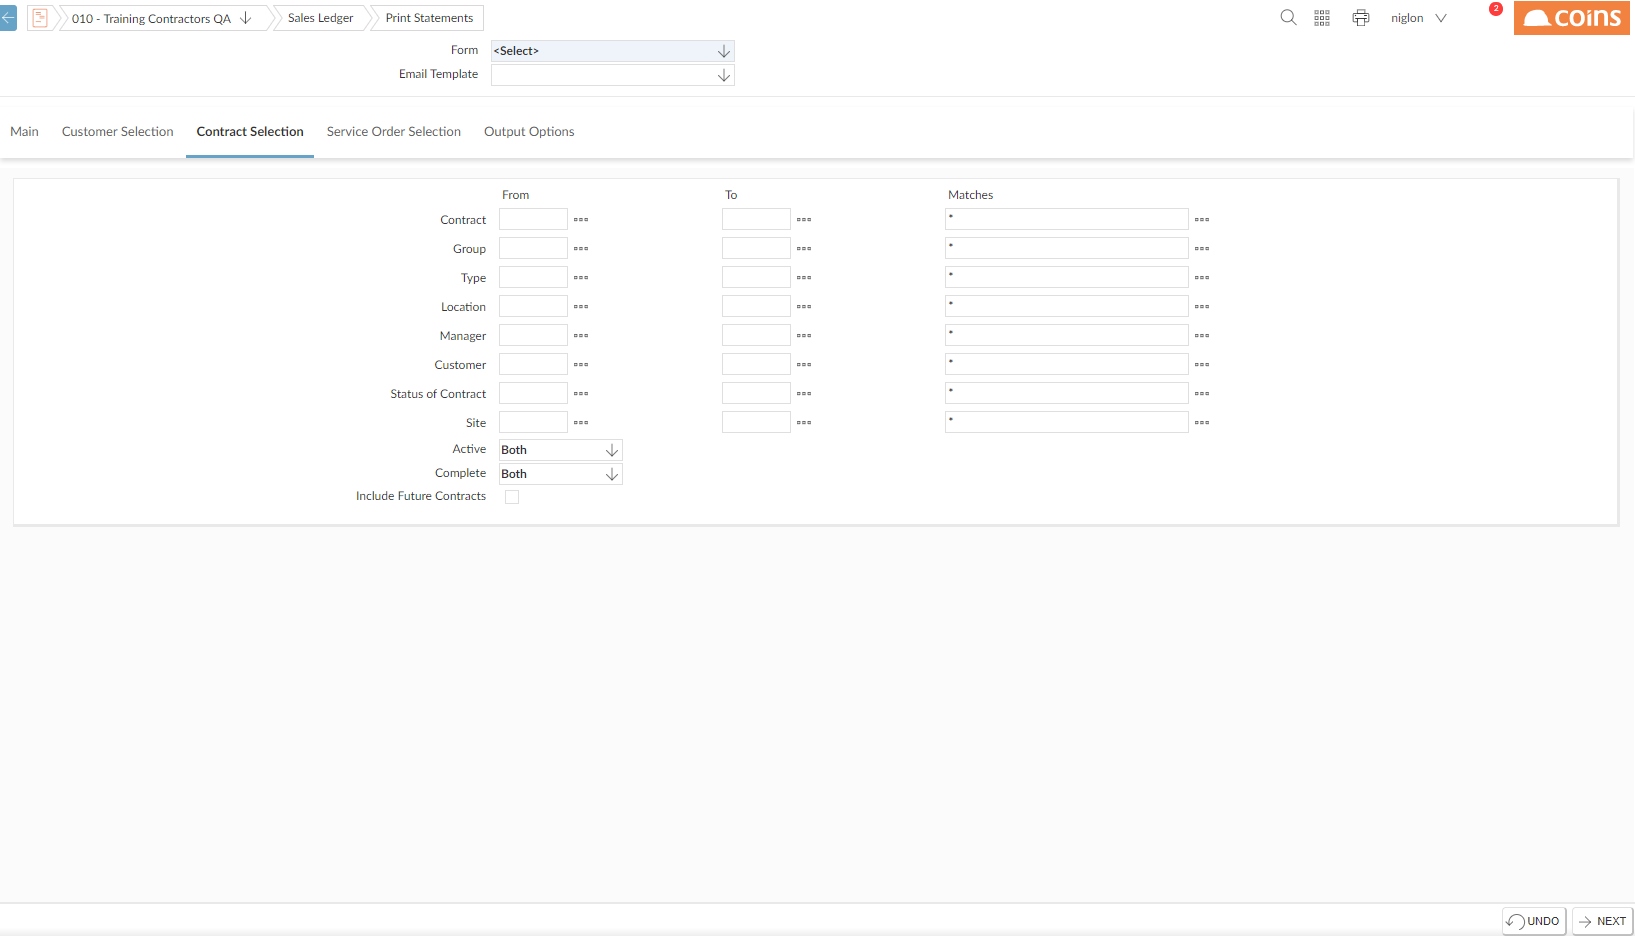 010 - Training Contractors QA
Sales Ledger
Print Statements
niglon
2
coins
Form
<Select>
Email Template
Main
Customer Selection
Contract Selection
Service Order Selection
Output Options
From
To
Matches
Contract
*
Group
*
Type
*
Location
*
Manager
*
Customer
*
Status of Contract
*
Site
*
Active
Both
Complete
Both
Include Future Contracts
UNDO
NEXT